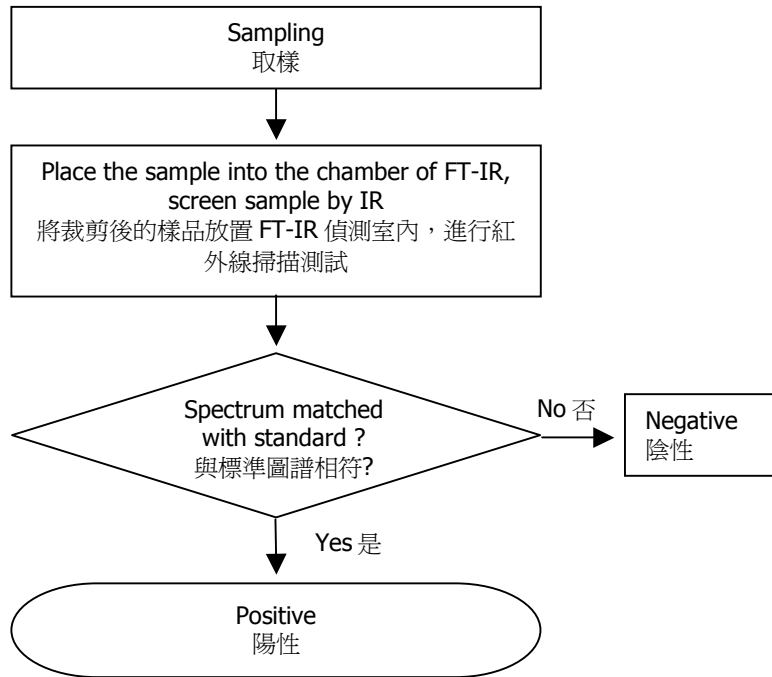 Sampling
取樣
Place the sample into the chamber of FT-IR,
screen sample by IR
將裁剪後的樣品放置 FT-IR 偵測室內，進行紅
外線掃描測試
Spectrum matched
with standard ?
與標準圖譜相符?
No 否
Negative
陰性
Yes 是
Positive
陽性